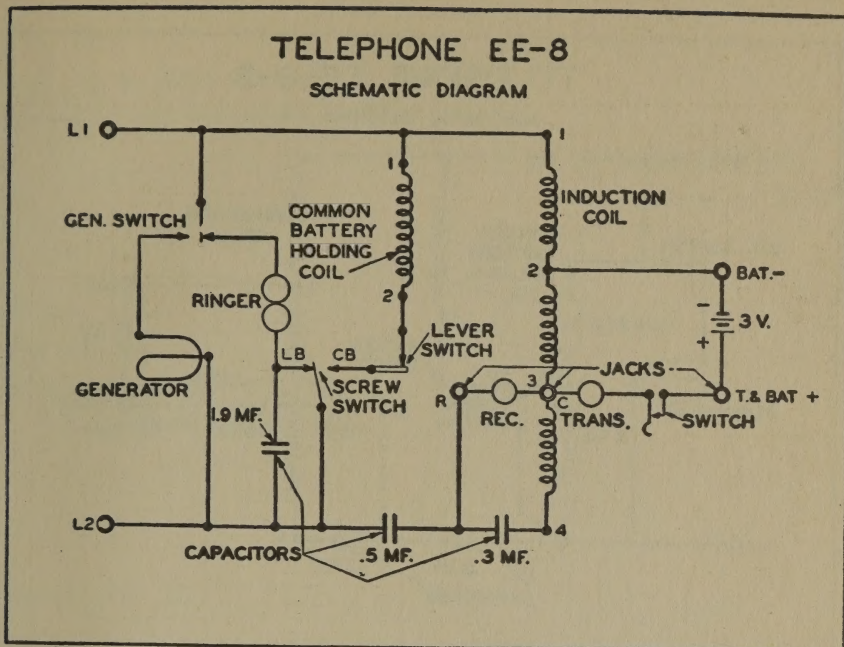 TELEPHONE EE-8
SCHEMATIC DIAGRAM
L1
1
1
GEN. SWITCH
COMMON
BATTERY
HOLDING
COIL
INDUCTION
COIL
2
BAT.-
RINGER
2
-
3 V.
+
LEVER
SWITCH
LB
CB
SCREW
SWITCH
JACKS
GENERATOR
R
REC.
3
C
TRANS.
SWITCH
T.& BAT +
1.9 MF.
L2
CAPACITORS
.5 MF.
.3 MF.
4